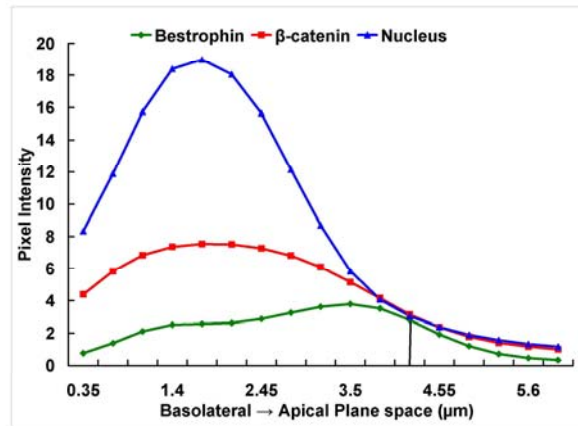 Bestrophin β-catenin Nucleus
20
18
16
14
12
10
8
6
4
2
0
Pixel Intensity
0.35 1.4 2.45 3.5 4.55 5.6
Basolateral → Apical Plane space (μm)